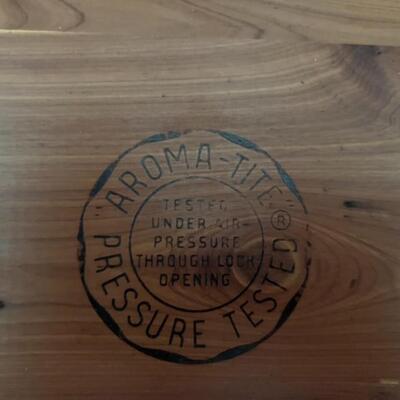 "AROMA-TITE"®
PRESSURE TESTED
TESTED
UNDER AIR-
PRESSURE
THROUGH LOCK-
OPENING